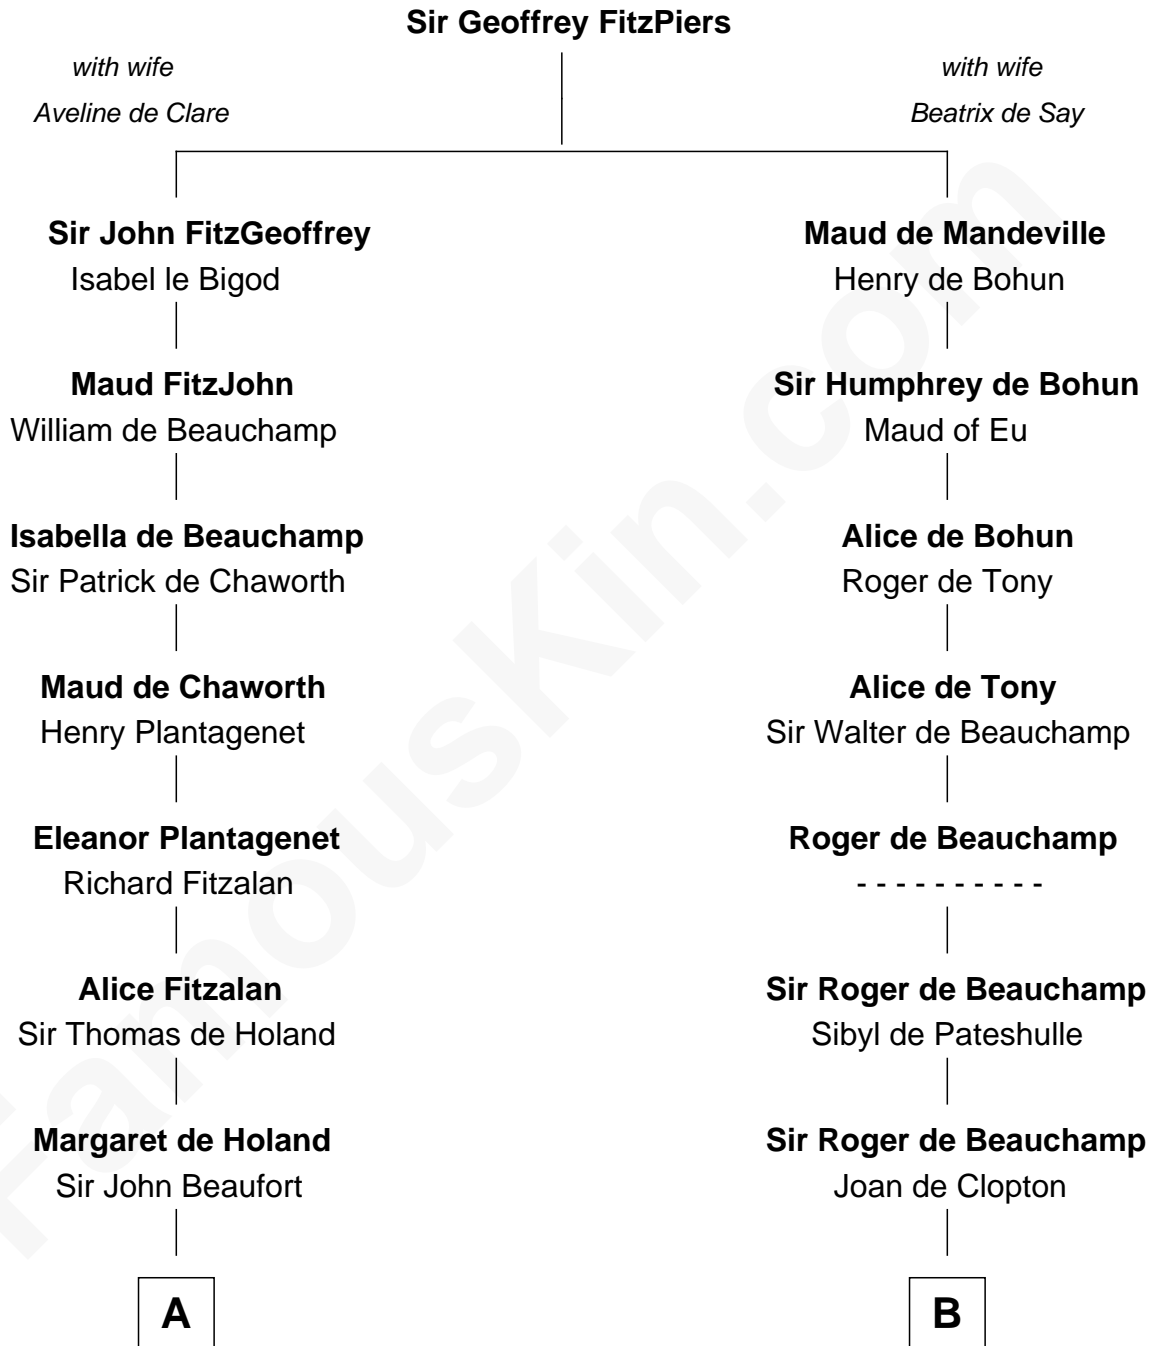 Sir Geoffrey FitzPiers
with wife
Aveline de Clare
with wife
Beatrix de Say
Sir John FitzGeoffrey
Isabel le Bigod
Maud de Mandeville
Henry de Bohun
Maud FitzJohn
William de Beauchamp
Sir Humphrey de Bohun
Maud of Eu
Isabella de Beauchamp
Sir Patrick de Chaworth
Alice de Bohun
Roger de Tony
Maud de Chaworth
Henry Plantagenet
Alice de Tony
Sir Walter de Beauchamp
Eleanor Plantagenet
Richard Fitzalan
Roger de Beauchamp
- - - - - - - - - -
Alice Fitzalan
Sir Thomas de Holand
Sir Roger de Beauchamp
Sibyl de Pateshulle
Margaret de Holand
Sir John Beaufort
Sir Roger de Beauchamp
Joan de Clopton
A
B
FamousKin.com